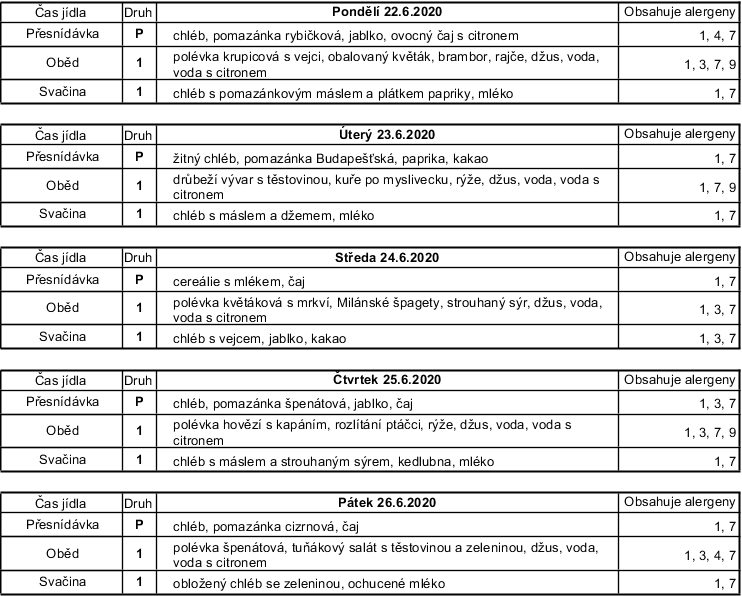 Čas jídla Druh Pondělí 22.6.2020 Obsahuje alergeny
Přesnídávka P chléb, pomazánka rybičková, jablko, ovocný čaj s citronem 1, 4, 7
Oběd 1 polévka krupicová s vejci, obalovaný květák, brambor, rajče, džus, voda,
voda s citronem 1, 3, 7, 9
Svačina 1 chléb s pomazánkovým máslem a plátkem papriky, mléko 1, 7
Čas jídla Druh Úterý 23.6.2020 Obsahuje alergeny
Přesnídávka P žitný chléb, pomazánka Budapešťská, paprika, kakao 1, 7
Oběd 1 drůbeží vývar s těstovinou, kuře po myslivecku, rýže, džus, voda, voda s
citronem 1, 7, 9
Svačina 1 chléb s máslem a džemem, mléko 1, 7
Čas jídla Druh Středa 24.6.2020 Obsahuje alergeny
Přesnídávka P cereálie s mlékem, čaj 1, 7
Oběd 1 polévka květáková s mrkví, Milánské špagety, strouhaný sýr, džus, voda,
voda s citronem 1, 3, 7
Svačina 1 chléb s vejcem, jablko, kakao 1, 3, 7
Čas jídla Druh Čtvrtek 25.6.2020 Obsahuje alergeny
Přesnídávka P chléb, pomazánka špenátová, jablko, čaj 1, 3, 7
Oběd 1 polévka hovězí s kapáním, rozlítání ptáčci, rýže, džus, voda, voda s
citronem 1, 3, 7, 9
Svačina 1 chléb s máslem a strouhaným sýrem, kedlubna, mléko 1, 7
Čas jídla Druh Pátek 26.6.2020 Obsahuje alergeny
Přesnídávka P chléb, pomazánka cizrnová, čaj 1, 7
Oběd 1 polévka špenátová, tuňákový salát s těstovinou a zeleninou, džus, voda,
voda s citronem 1, 3, 4, 7
Svačina 1 obložený chléb se zeleninou, ochucené mléko 1, 7